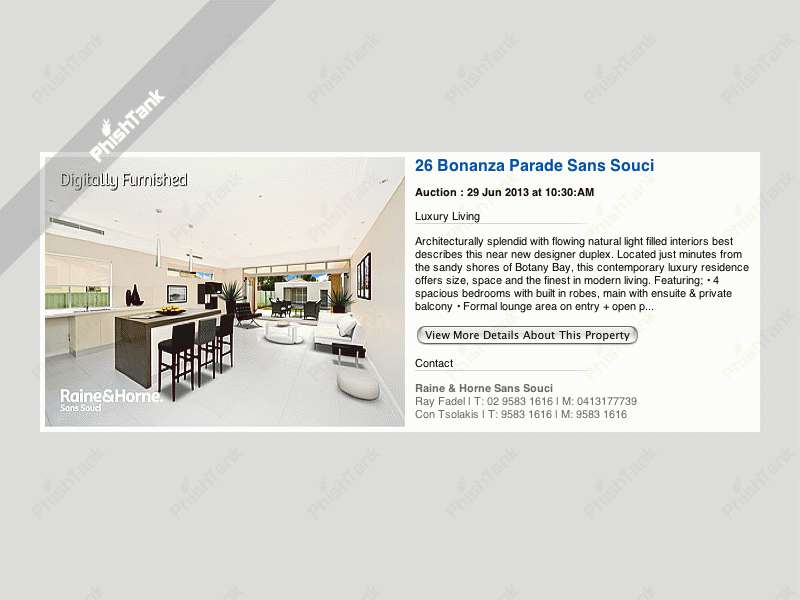 PhishTank
Digitally Furnished
Raine&Horne.
Sans Souci
26 Bonanza Parade Sans Souci
Auction : 29 Jun 2013 at 10:30:AM
Luxury Living
Architecturally splendid with flowing natural light filled interiors best
describes this near new designer duplex. Located just minutes from
the sandy shores of Botany Bay, this contemporary luxury residence
offers size, space and the finest in modern living. Featuring; • 4
spacious bedrooms with built in robes, main with ensuite & private
balcony • Formal lounge area on entry + open p...
View More Details About This Property
Contact
Raine & Horne Sans Souci
Ray Fadel | T: 02 9583 1616 | M: 0413177739
Con Tsolakis | T: 9583 1616 | M: 9583 1616